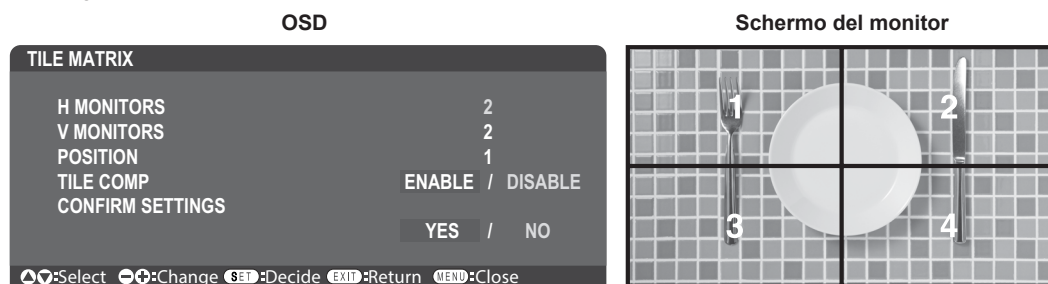 OSD
TILE MATRIX
H MONITORS 2
V MONITORS 2
POSITION 1
TILE COMP ENABLE / DISABLE
CONFIRM SETTINGS
YES / NO
:Select :Change SET:Decide EXIT:Return MENU:Close
Schermo del monitor
1 2
3 4